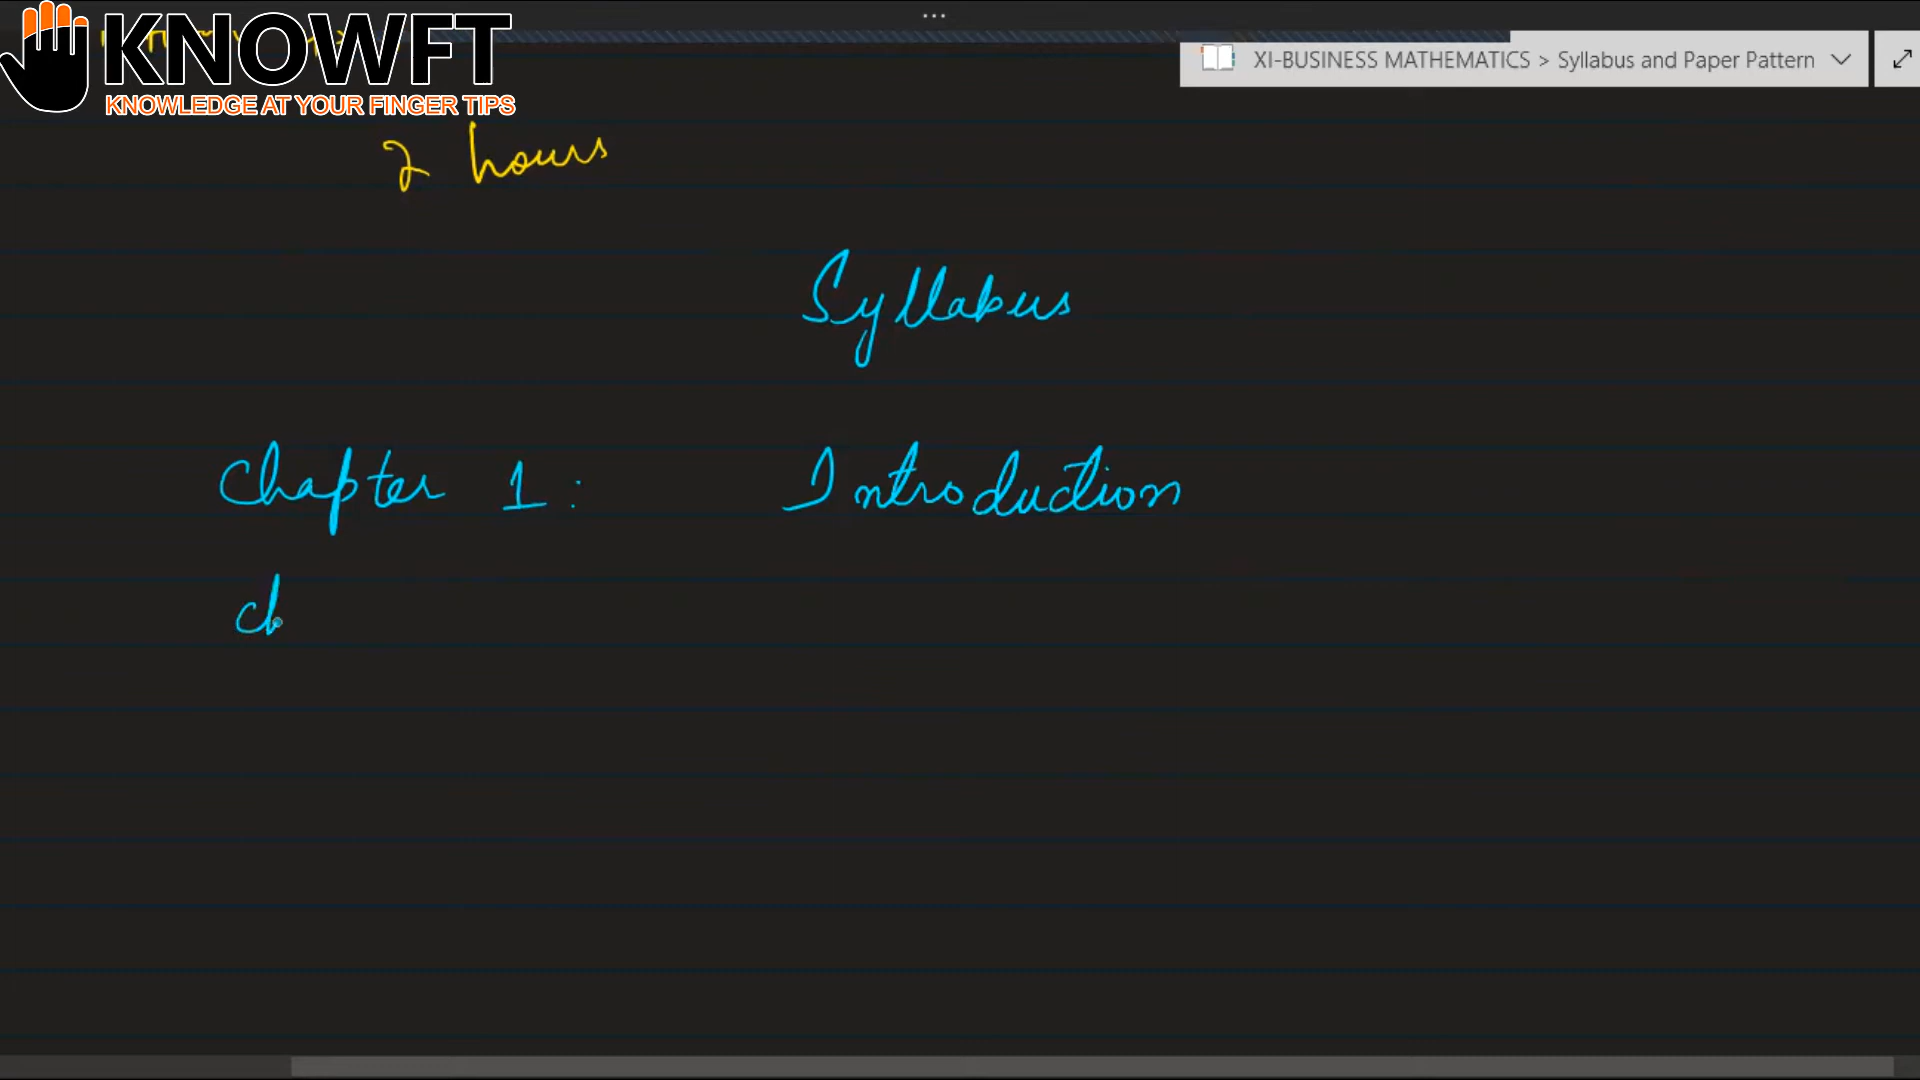 KNOWFT
KNOWLEDGE AT YOUR FINGER TIPS
XI-BUSINESS MATHEMATICS > Syllabus and Paper Pattern
2 hours
Syllabus
Chapter 1: Introduction
ch